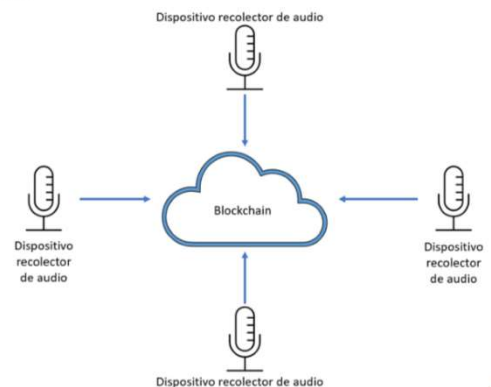 Dispositivo recolector de audio
Blockchain
Dispositivo
recolector
de audio
Dispositivo
recolector
de audio
Dispositivo recolector de audio